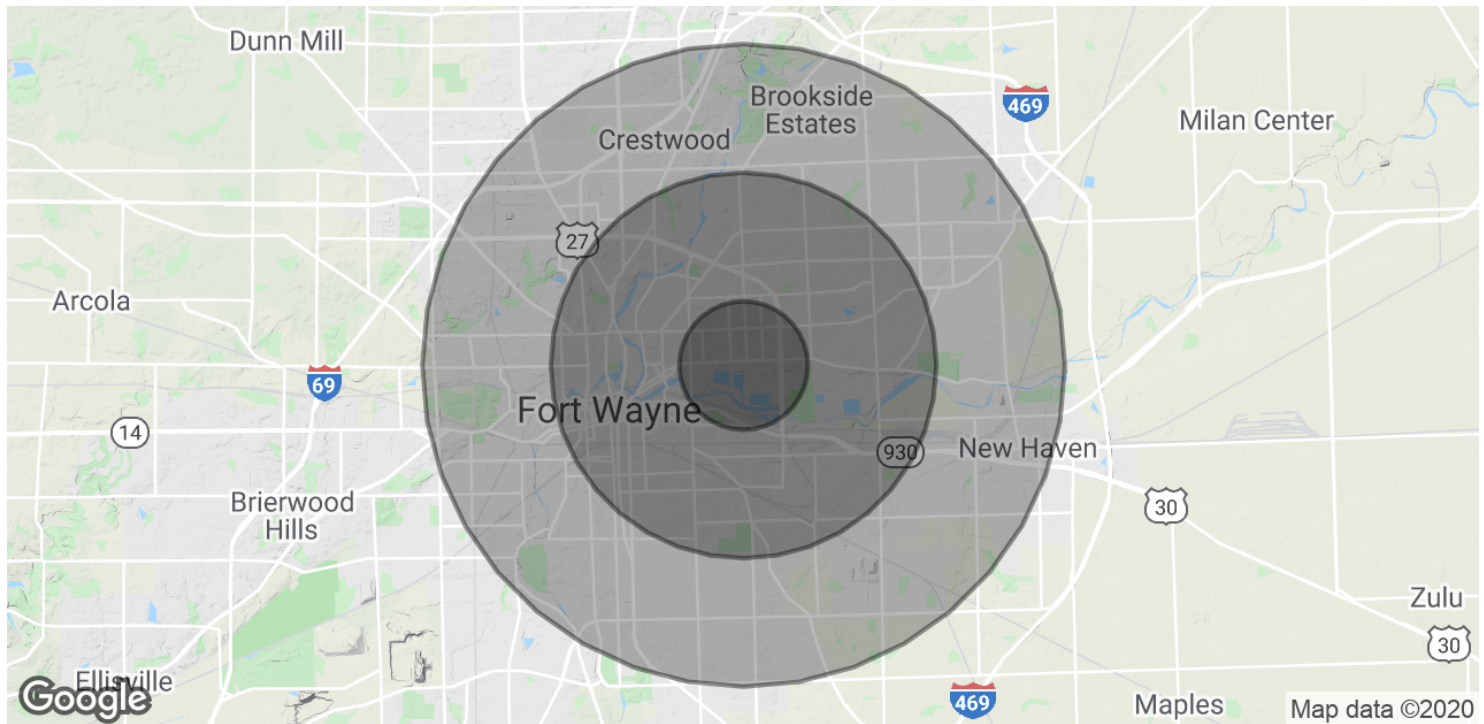 Dunn Mill
Brookside
Estates
469
Milan Center
Crestwood
27
Arcola
69
Fort Wayne
14
930
New Haven
Brierwood
Hills
30
Zulu
30
Ellisville
Google
469
Maples
Map data ©2020